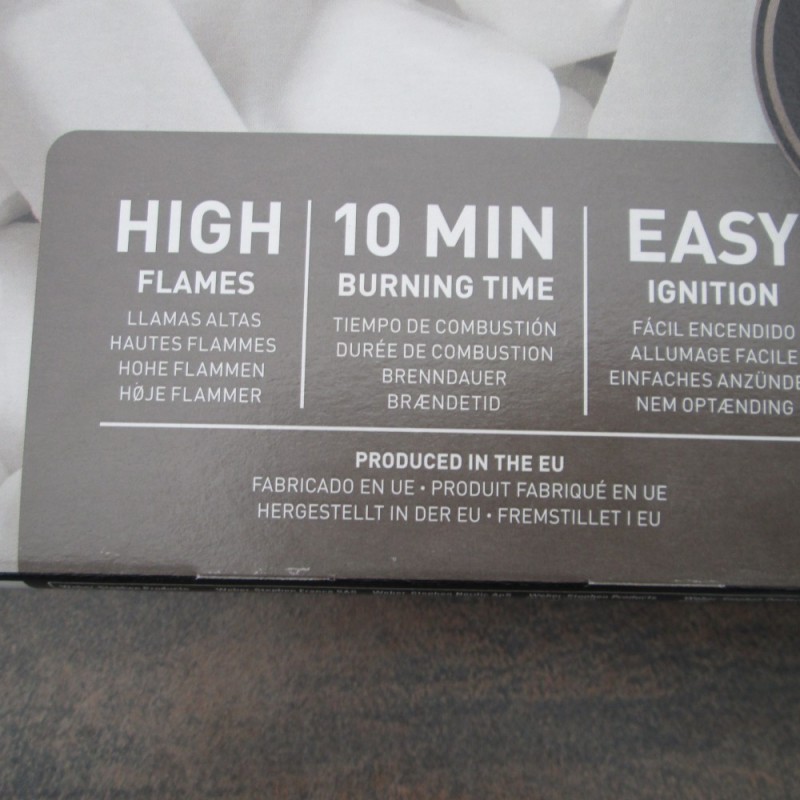 HIGH
FLAMES
LLAMAS ALTAS
HAUTES FLAMMES
HOHE FLAMMEN
HØJE FLAMMER
10 MIN
BURNING TIME
TIEMPO DE COMBUSTIÓN
DURÉE DE COMBUSTION
BRENNDAUER
BRÆNDETID
EASY
IGNITION
FÁCIL ENCENDIDO
ALLUMAGE FACILE
EINFACHES ANZÜNDE
NEM OPTÆNDING
PRODUCED IN THE EU
FABRICADO EN UE • PRODUIT FABRIQUÉ EN UE
HERGESTELLT IN DER EU • FREMSTILLET I EU